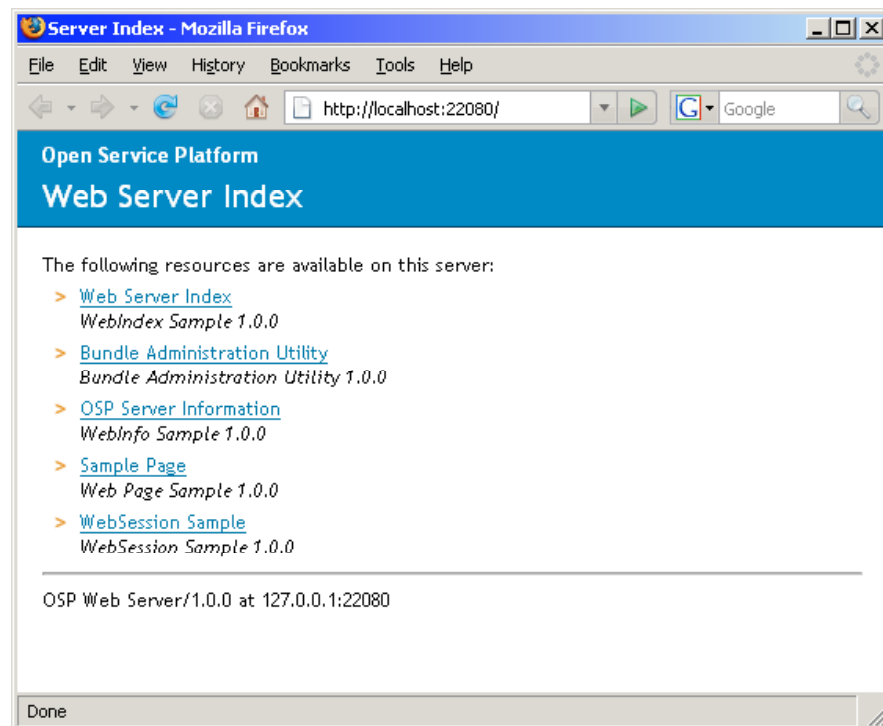 Server Index - Mozilla Firefox
File Edit View History Bookmarks Tools Help
http://localhost:22080/ G Google
Open Service Platform
Web Server Index
The following resources are available on this server:
> Web Server Index
WebIndex Sample 1.0.0
> Bundle Administration Utility
Bundle Administration Utility 1.0.0
> OSP Server Information
WebInfo Sample 1.0.0
> Sample Page
Web Page Sample 1.0.0
> WebSession Sample
WebSession Sample 1.0.0
OSP Web Server/1.0.0 at 127.0.0.1:22080
Done